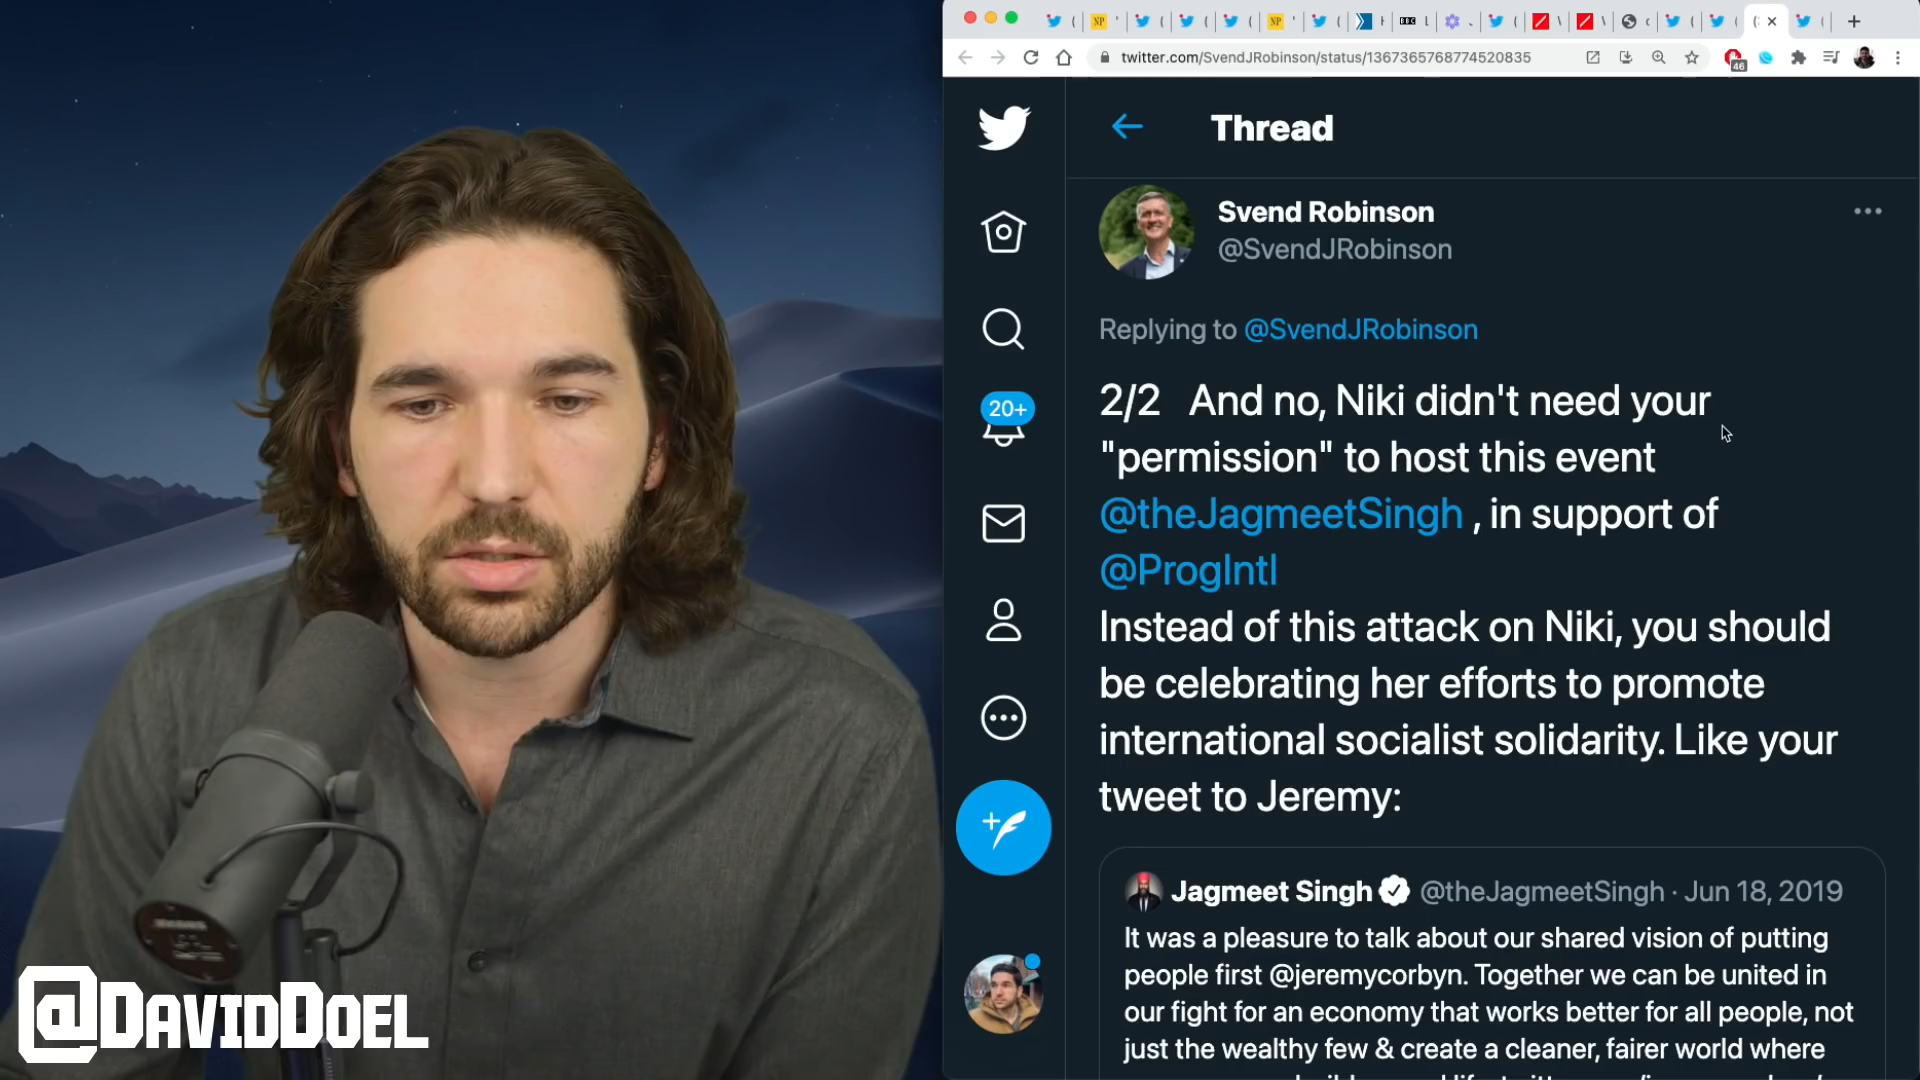 twitter.com/SvendJRobinson/status/1367365768774520835
46
Thread
Svend Robinson
@SvendJRobinson
Replying to @SvendJRobinson
20+
2/2 And no, Niki didn't need your
"permission" to host this event
@theJagmeetSingh , in support of
@ProgIntl
Instead of this attack on Niki, you should
be celebrating her efforts to promote
international socialist solidarity. Like your
tweet to Jeremy:
Jagmeet Singh @theJagmeetSingh · Jun 18, 2019
It was a pleasure to talk about our shared vision of putting
people first @jeremycorbyn. Together we can be united in
our fight for an economy that works better for all people, not
just the wealthy few & create a cleaner, fairer world where
@DAVIDDOEL